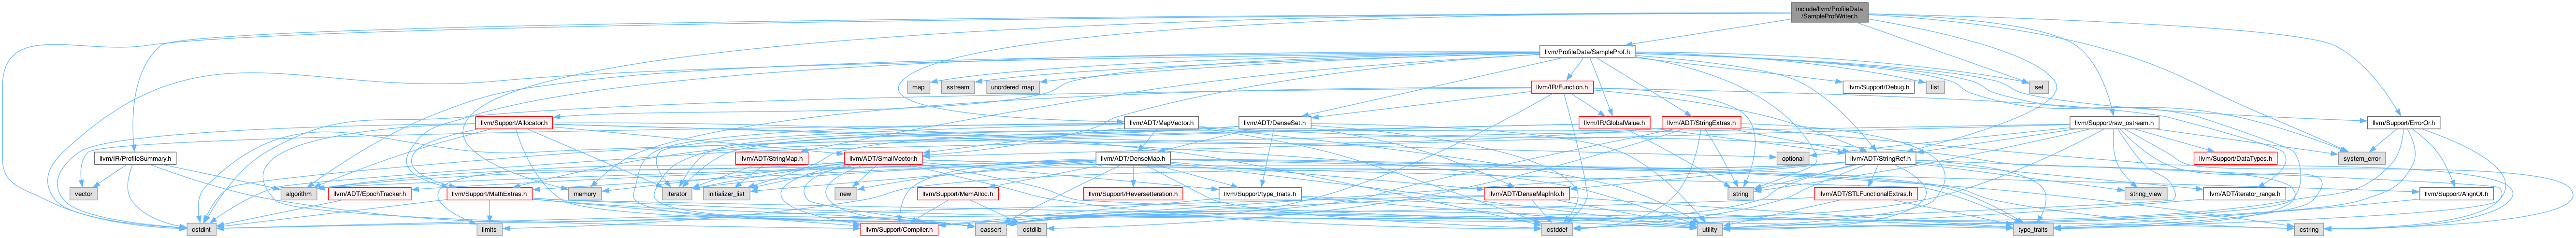 include/llvm/ProfileData
/SampleProfWriter.h
llvm/ProfileData/SampleProf.h
map
sstream
unordered_map
llvm/IR/Function.h
llvm/Support/Debug.h
list
set
llvm/Support/Allocator.h
llvm/ADT/MapVector.h
llvm/ADT/DenseSet.h
llvm/IR/GlobalValue.h
llvm/ADT/StringExtras.h
llvm/Support/raw_ostream.h
llvm/Support/ErrorOr.h
llvm/IR/ProfileSummary.h
llvm/ADT/StringMap.h
llvm/ADT/SmallVector.h
llvm/ADT/DenseMap.h
optional
llvm/ADT/StringRef.h
llvm/Support/DataTypes.h
system_error
vector
algorithm
llvm/ADT/EpochTracker.h
llvm/Support/MathExtras.h
memory
iterator
initializer_list
new
llvm/Support/MemAlloc.h
llvm/Support/ReverseIteration.h
llvm/Support/type_traits.h
llvm/ADT/DenseMapInfo.h
string
llvm/ADT/STLFunctionalExtras.h
string_view
llvm/ADT/iterator_range.h
llvm/Support/AlignOf.h
cstdint
limits
llvm/Support/Compiler.h
cassert
cstdlib
cstddef
utility
type_traits
cstring